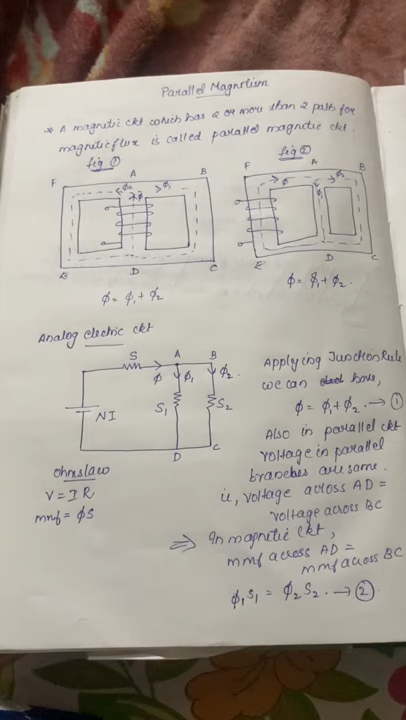 Parallel Magnetism
* A magnetic ckt which has 2 or more than 2 path for
magnetic flux is called parallel magnetic ckt.
fig ①
fig ②
F A B
ϕ2 ϕ ϕ1
E D C
ϕ = ϕ1 + ϕ2
F A B
ϕ ϕ1 ϕ2
E D C
ϕ = ϕ1 + ϕ2.
Analog electric ckt
S A B
ϕ ϕ1 ϕ2
NI S1 S2
D C
ohmslaw
V = IR
mmf = ϕS
Applying Junction Rule
we can have,
ϕ = ϕ1 + ϕ2. → ①
Also in parallel ckt
voltage in parallel
branches are same.
ie, voltage across AD =
voltage across BC
⇒ In magnetic ckt,
mmf across AD =
mmf across BC
ϕ1S1 = ϕ2S2. → ②.